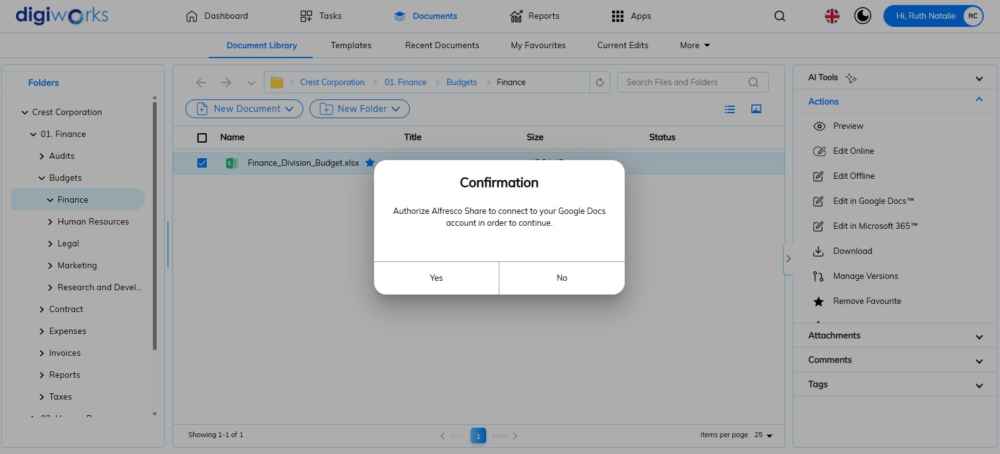 digiworks
Dashboard
Tasks
Documents
Reports
Apps
Hi, Ruth Natalie
RC
Document Library
Templates
Recent Documents
My Favourites
Current Edits
More
Folders
Crest Corporation
01. Finance
Audits
Budgets
Finance
Human Resources
Legal
Marketing
Research and Devel...
Contract
Expenses
Invoices
Reports
Taxes
Crest Corporation
01. Finance
Budgets
Finance
Search Files and Folders
New Document
New Folder
Name
Title
Size
Status
Finance_Division_Budget.xlsx
Confirmation
Authorize Alfresco Share to connect to your Google Docs
account in order to continue.
Yes
No
Showing 1-1 of 1
Prev
1
Next
Items per page
25
AI Tools
Actions
Preview
Edit Online
Edit Offline
Edit in Google Docs™
Edit in Microsoft 365™
Download
Manage Versions
Remove Favourite
Attachments
Comments
Tags